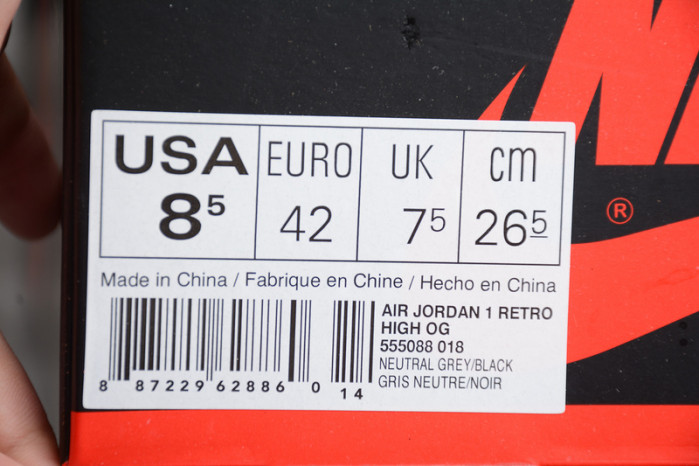 USA EURO UK cm
8⁵ 42 7⁵ 26⁵
Made in China / Fabrique en Chine / Hecho en China
AIR JORDAN 1 RETRO
HIGH OG
555088 018
NEUTRAL GREY/BLACK
GRIS NEUTRE/NOIR
8 87229 62886 0 14
®